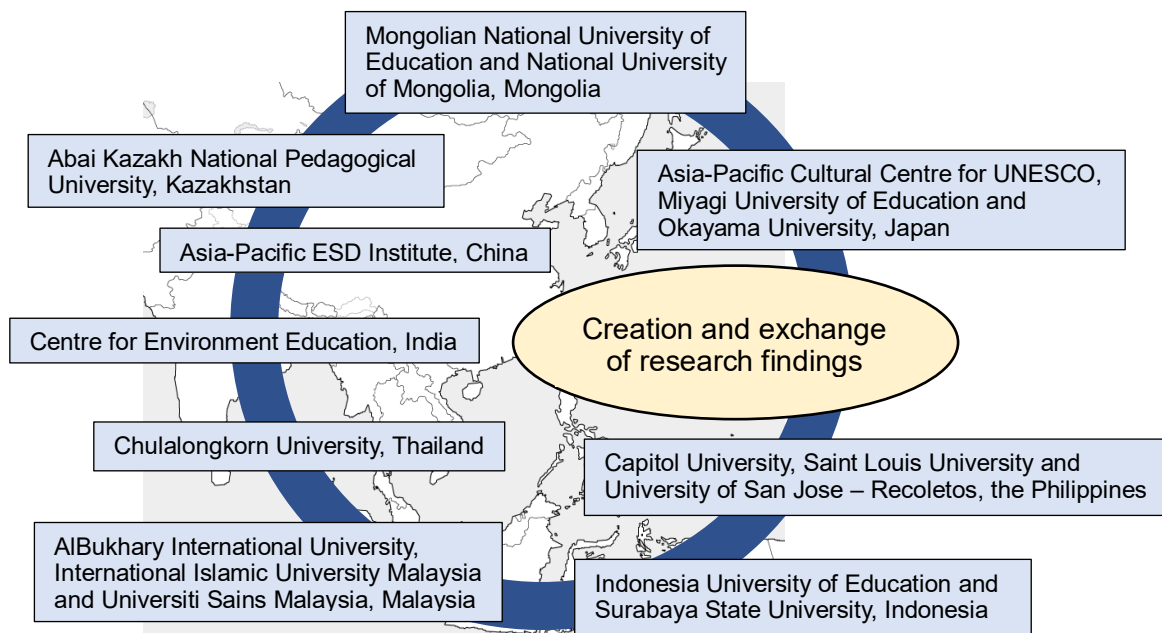 Mongolian National University of
Education and National University
of Mongolia, Mongolia
Abai Kazakh National Pedagogical
University, Kazakhstan
Asia-Pacific Cultural Centre for UNESCO,
Miyagi University of Education and
Okayama University, Japan
Asia-Pacific ESD Institute, China
Centre for Environment Education, India
Creation and exchange
of research findings
Chulalongkorn University, Thailand
Capitol University, Saint Louis University and
University of San Jose – Recoletos, the Philippines
AlBukhary International University,
International Islamic University Malaysia
and Universiti Sains Malaysia, Malaysia
Indonesia University of Education and
Surabaya State University, Indonesia